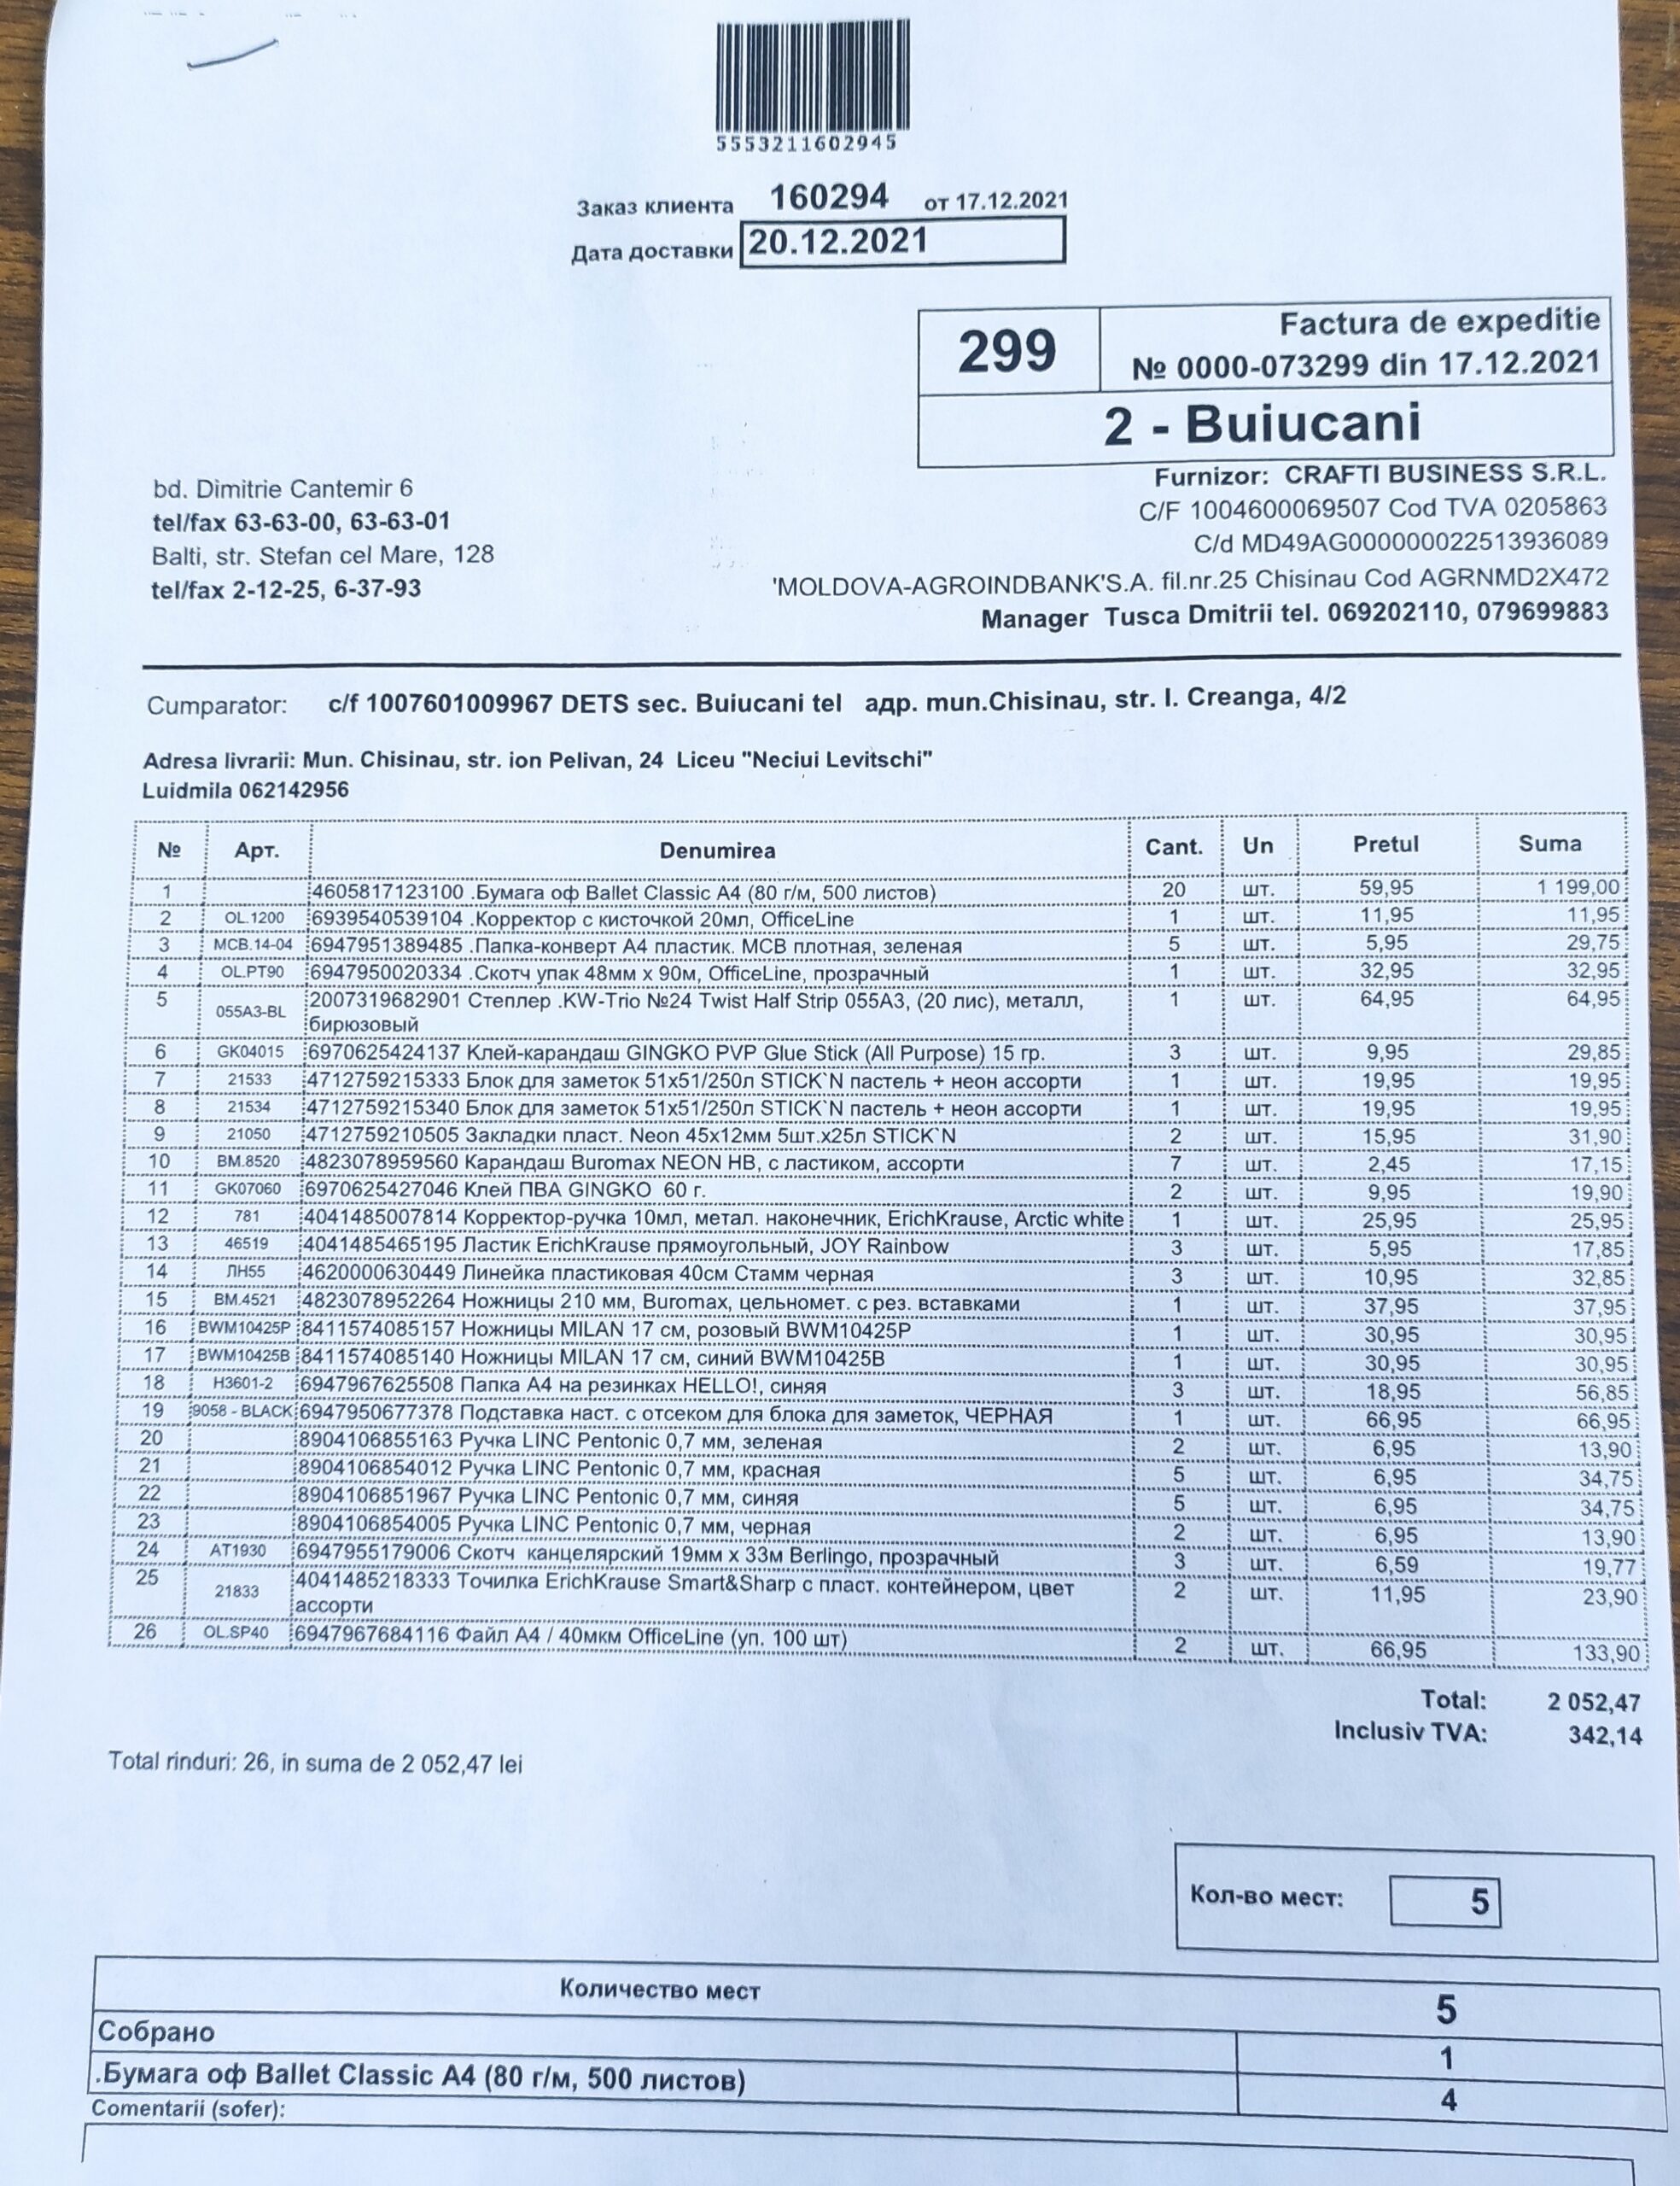 5553211602945
Заказ клиента 160294 от 17.12.2021
Дата доставки 20.12.2021
299 Factura de expeditie
№ 0000-073299 din 17.12.2021
2 - Buiucani
bd. Dimitrie Cantemir 6
tel/fax 63-63-00, 63-63-01
Balti, str. Stefan cel Mare, 128
tel/fax 2-12-25, 6-37-93
Furnizor: CRAFTI BUSINESS S.R.L.
C/F 1004600069507 Cod TVA 0205863
C/d MD49AG000000022513936089
'MOLDOVA-AGROINDBANK'S.A. fil.nr.25 Chisinau Cod AGRNMD2X472
Manager Tusca Dmitrii tel. 069202110, 079699883
Cumparator: c/f 1007601009967 DETS sec. Buiucani tel адр. mun.Chisinau, str. I. Creanga, 4/2
Adresa livrarii: Mun. Chisinau, str. ion Pelivan, 24 Liceu "Neciui Levitschi"
Luidmila 062142956
№ Арт. Denumirea Cant. Un Pretul Suma
1 4605817123100 .Бумага оф Ballet Classic A4 (80 г/м, 500 листов) 20 шт. 59,95 1 199,00
2 OL.1200 6939540539104 .Корректор с кисточкой 20мл, OfficeLine 1 шт. 11,95 11,95
3 МСВ.14-04 6947951389485 .Папка-конверт А4 пластик. МСВ плотная, зеленая 5 шт. 5,95 29,75
4 OL.PT90 6947950020334 .Скотч упак 48мм х 90м, OfficeLine, прозрачный 1 шт. 32,95 32,95
5 055A3-BL 2007319682901 Степлер .KW-Trio №24 Twist Half Strip 055A3, (20 лис), металл, 1 шт. 64,95 64,95
бирюзовый
6 GK04015 6970625424137 Клей-карандаш GINGKO PVP Glue Stick (All Purpose) 15 гр. 3 шт. 9,95 29,85
7 21533 4712759215333 Блок для заметок 51х51/250л STICK`N пастель + неон ассорти 1 шт. 19,95 19,95
8 21534 4712759215340 Блок для заметок 51х51/250л STICK`N пастель + неон ассорти 1 шт. 19,95 19,95
9 21050 4712759210505 Закладки пласт. Neon 45х12мм 5шт.х25л STICK`N 2 шт. 15,95 31,90
10 BM.8520 4823078959560 Карандаш Buromax NEON HB, с ластиком, ассорти 7 шт. 2,45 17,15
11 GK07060 6970625427046 Клей ПВА GINGKO 60 г. 2 шт. 9,95 19,90
12 781 4041485007814 Корректор-ручка 10мл, метал. наконечник, ErichKrause, Arctic white 1 шт. 25,95 25,95
13 46519 4041485465195 Ластик ErichKrause прямоугольный, JOY Rainbow 3 шт. 5,95 17,85
14 ЛН55 4620000630449 Линейка пластиковая 40см Стамм черная 3 шт. 10,95 32,85
15 BM.4521 4823078952264 Ножницы 210 мм, Buromax, цельномет. с рез. вставками 1 шт. 37,95 37,95
16 BWM10425P 8411574085157 Ножницы MILAN 17 см, розовый BWM10425P 1 шт. 30,95 30,95
17 BWM10425B 8411574085140 Ножницы MILAN 17 см, синий BWM10425B 1 шт. 30,95 30,95
18 H3601-2 6947967625508 Папка А4 на резинках HELLO!, синяя 3 шт. 18,95 56,85
19 9058 - BLACK 6947950677378 Подставка наст. с отсеком для блока для заметок, ЧЕРНАЯ 1 шт. 66,95 66,95
20 8904106855163 Ручка LINC Pentonic 0,7 мм, зеленая 2 шт. 6,95 13,90
21 8904106854012 Ручка LINC Pentonic 0,7 мм, красная 5 шт. 6,95 34,75
22 8904106851967 Ручка LINC Pentonic 0,7 мм, синяя 5 шт. 6,95 34,75
23 8904106854005 Ручка LINC Pentonic 0,7 мм, черная 2 шт. 6,95 13,90
24 AT1930 6947955179006 Скотч канцелярский 19мм х 33м Berlingo, прозрачный 3 шт. 6,59 19,77
25 21833 4041485218333 Точилка ErichKrause Smart&Sharp с пласт. контейнером, цвет 2 шт. 11,95 23,90
ассорти
26 OL.SP40 6947967684116 Файл А4 / 40мкм OfficeLine (уп. 100 шт) 2 шт. 66,95 133,90
Total: 2 052,47
Inclusiv TVA: 342,14
Total rinduri: 26, in suma de 2 052,47 lei
Кол-во мест: 5
Количество мест 5
Собрано 1
.Бумага оф Ballet Classic A4 (80 г/м, 500 листов) 4
Comentarii (sofer):